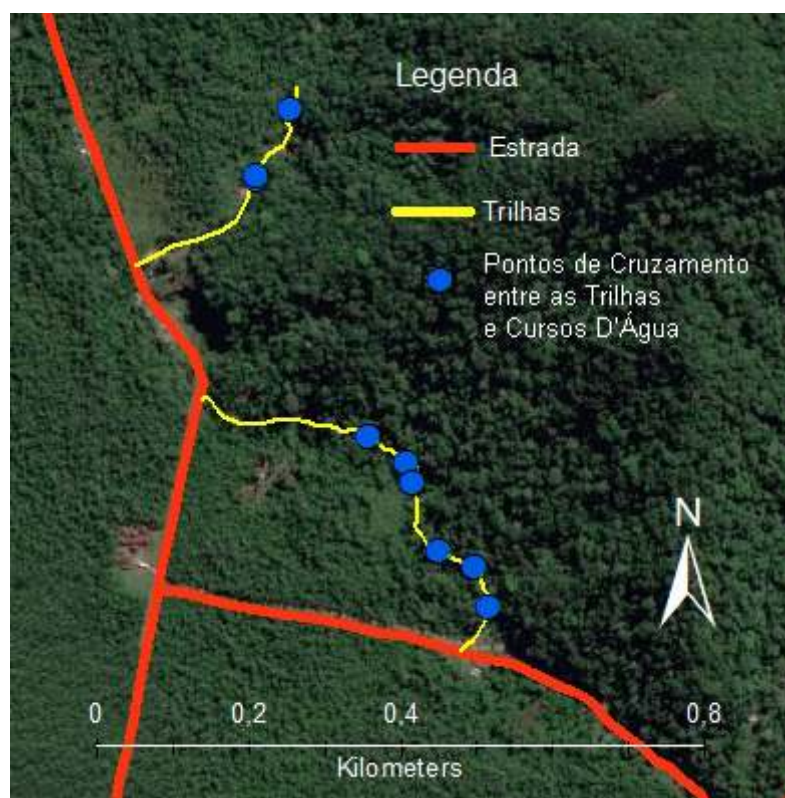 Legenda
Estrada
Trilhas
Pontos de Cruzamento
entre as Trilhas
e Cursos D'Água
N
0 0,2 0,4 0,8
Kilometers